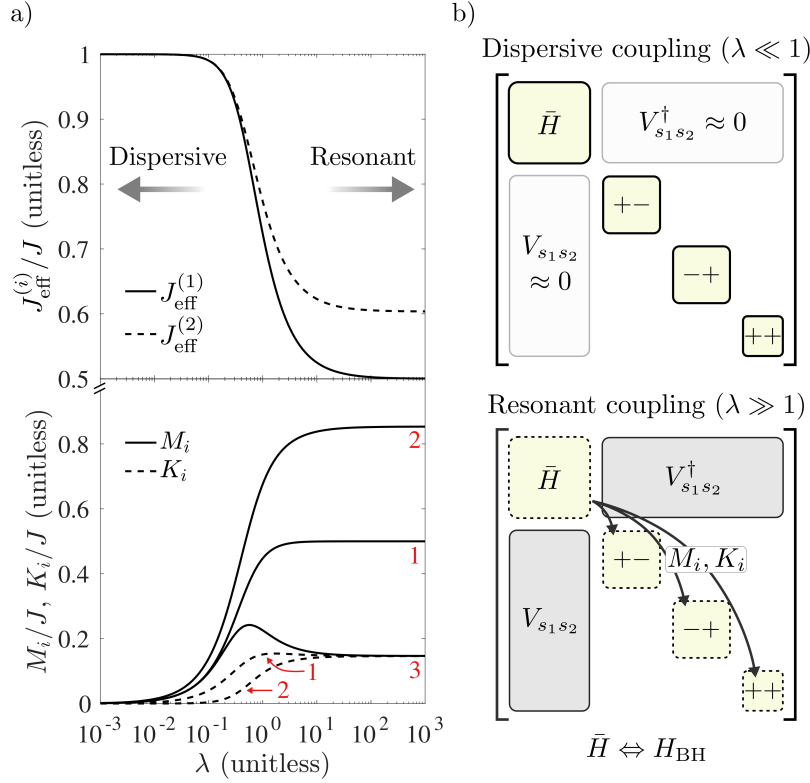 a)
1
0.9
0.8
0.7
0.6
0.5
J_eff^(i)/J (unitless)
Dispersive
Resonant
J_eff^(1)
J_eff^(2)
0.8
0.6
0.4
0.2
0
M_i/J, K_i/J (unitless)
M_i
K_i
2
1
3
1
2
10^-3 10^-2 10^-1 10^0 10^1 10^2 10^3
λ (unitless)
b)
Dispersive coupling (λ ≪ 1)
H̄
V†_{s₁s₂} ≈ 0
V_{s₁s₂}
≈ 0
+−
−+
++
Resonant coupling (λ ≫ 1)
H̄
V†_{s₁s₂}
V_{s₁s₂}
+−
M_i, K_i
−+
++
H̄ ⇔ H_BH